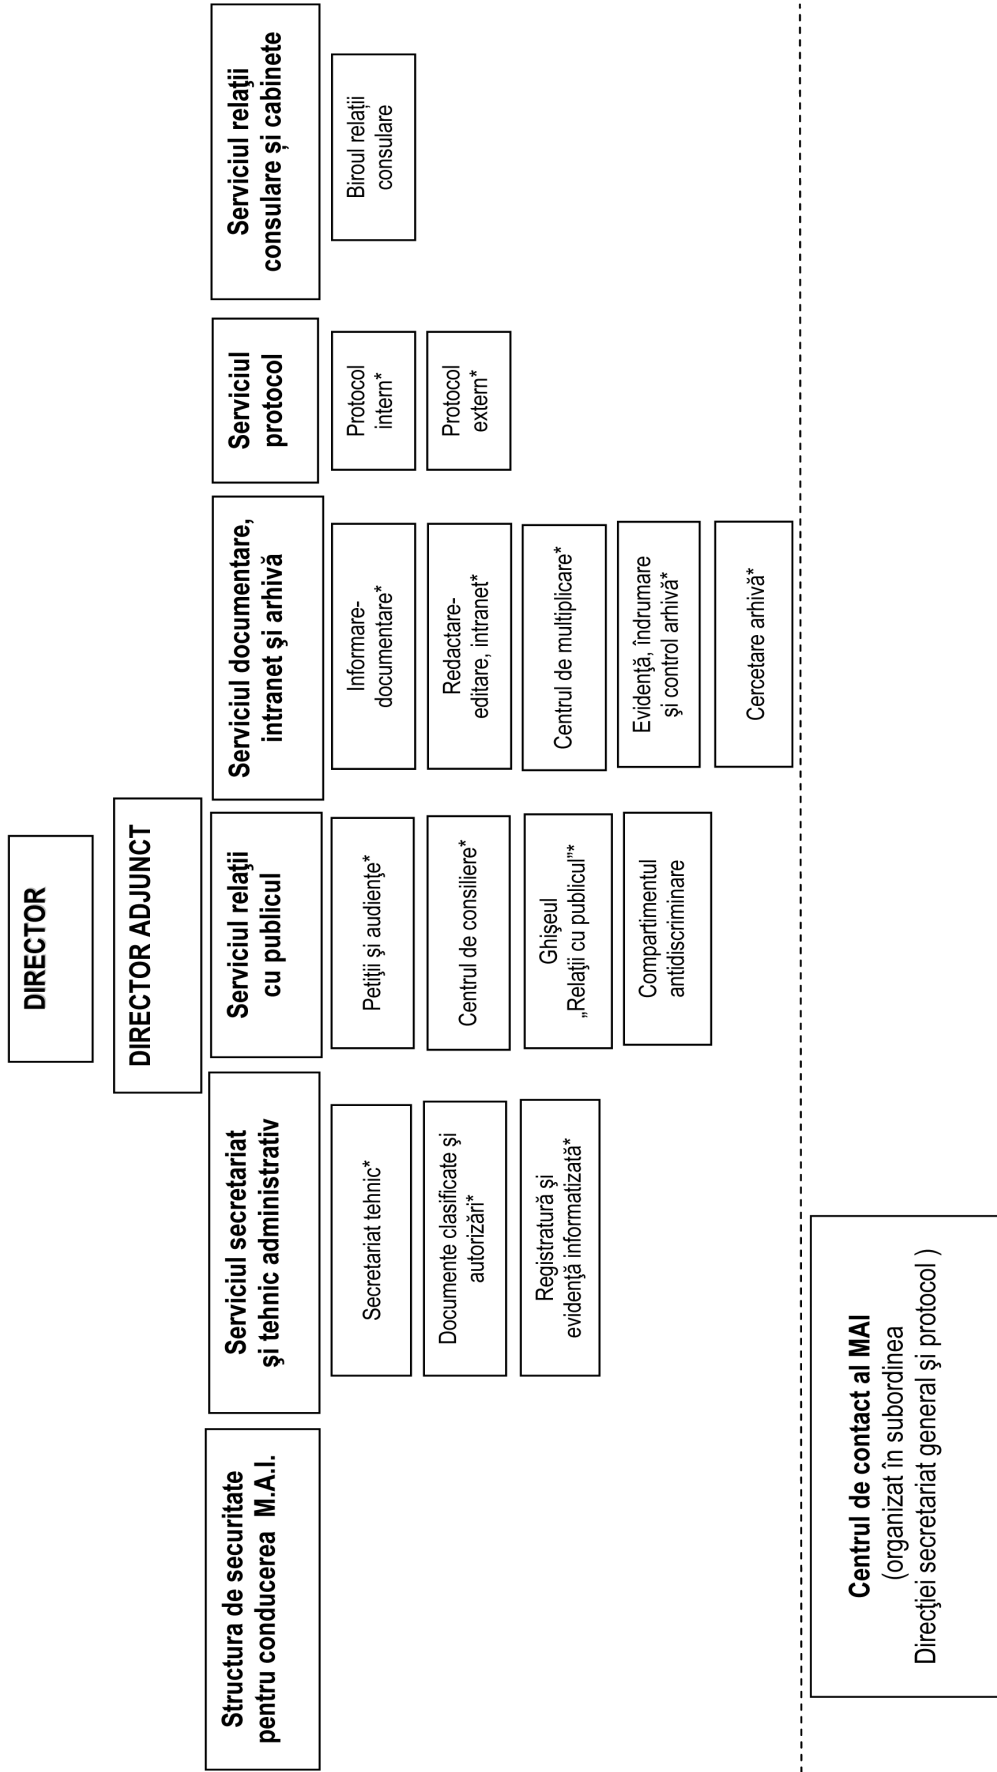 DIRECTOR
DIRECTOR ADJUNCT
Structura de securitate
pentru conducerea M.A.I.
Serviciul secretariat
şi tehnic administrativ
Secretariat tehnic*
Documente clasificate şi
autorizări*
Registratură şi
evidenţă informatizată*
Serviciul relaţii
cu publicul
Petiţii şi audienţe*
Centrul de consiliere*
Ghişeul
„Relaţii cu publicul”*
Compartimentul
antidiscriminare
Serviciul documentare,
intranet şi arhivă
Informare-
documentare*
Redactare-
editare, intranet*
Centrul de multiplicare*
Evidenţă, îndrumare
şi control arhivă*
Cercetare arhivă*
Serviciul
protocol
Protocol
intern*
Protocol
extern*
Serviciul relaţii
consulare și cabinete
Biroul relații
consulare
Centrul de contact al MAI
(organizat în subordinea
Direcţiei secretariat general şi protocol )